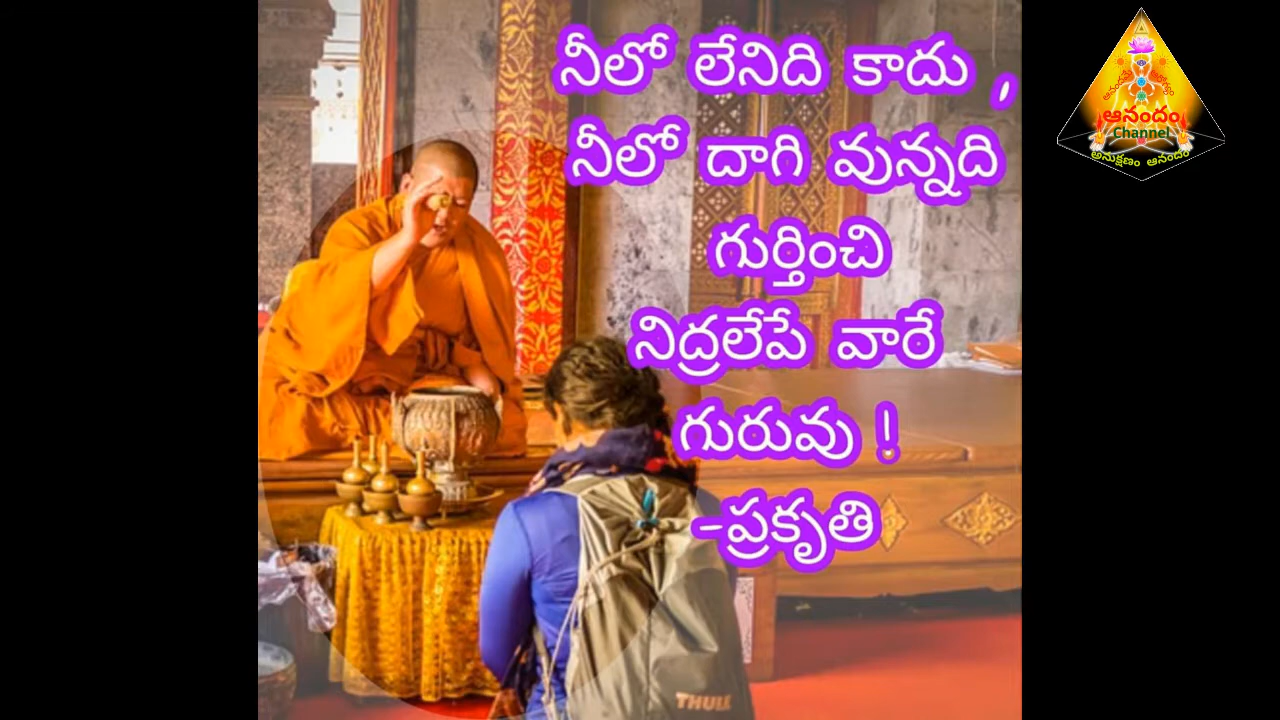 నీలో లేనిది కాదు ,
నీలో దాగి వున్నది
గుర్తించి
నిద్రలేపే వారే
గురువు !
-ప్రకృతి
ఆనందం
Channel
అనుక్షణం ఆనందం
THULE